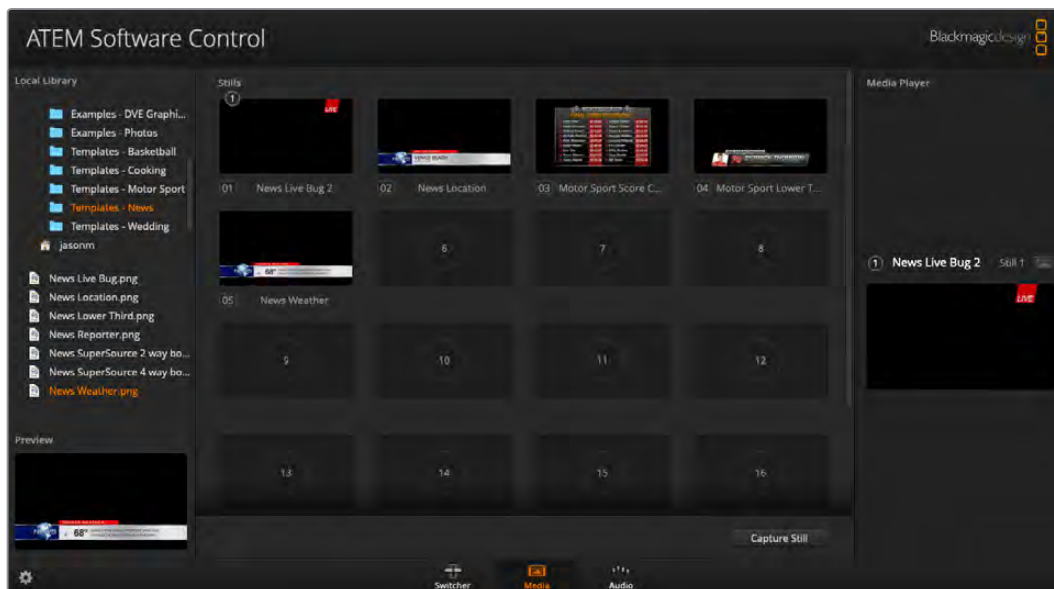 ATEM Software Control
Blackmagicdesign
Local Library
Examples - DVE Graphi...
Examples - Photos
Templates - Basketball
Templates - Cooking
Templates - Motor Sport
Templates - News
Templates - Wedding
jasonm
News Live Bug.png
News Location.png
News Lower Third.png
News Reporter.png
News SuperSource 2 way bo...
News SuperSource 4 way bo...
News Weather.png
Preview
68°
Stills
1
LIVE
01 News Live Bug 2
VENICE BEACH
02 News Location
03 Motor Sport Score C...
04 Motor Sport Lower T...
68°
05 News Weather
6
7
8
9
10
11
12
13
14
15
16
Capture Still
Media Player
1 News Live Bug 2 Still 1
LIVE
Switcher
Media
Audio